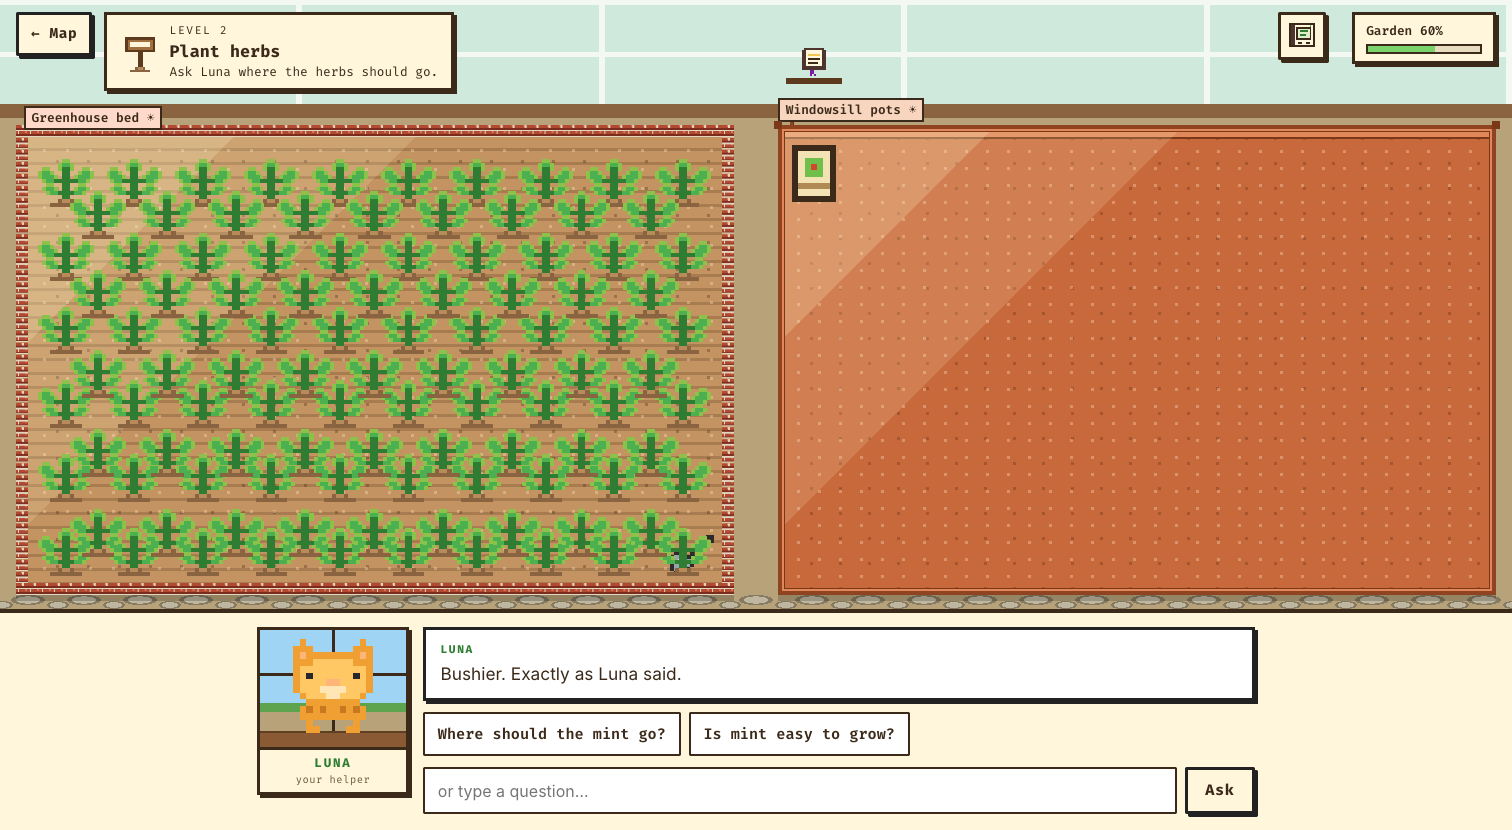 ← Map
LEVEL 2
Plant herbs
Ask Luna where the herbs should go.
Garden 60%
Greenhouse bed ☀
Windowsill pots ☀
LUNA
Bushier. Exactly as Luna said.
Where should the mint go?
Is mint easy to grow?
LUNA
your helper
or type a question...
Ask